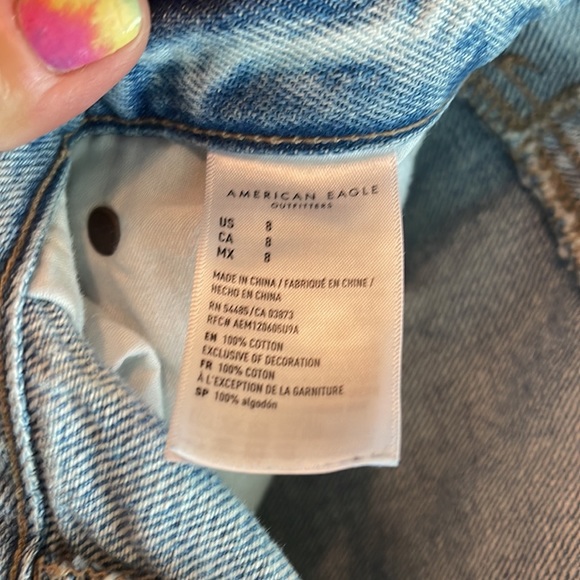 AMERICAN EAGLE
OUTFITTERS
US 8
CA 8
MX 8
MADE IN CHINA / FABRIQUÉ EN CHINE /
HECHO EN CHINA
RN 54485/CA 03873
RFC# AEM120605U9A
EN 100% COTTON
EXCLUSIVE OF DECORATION
FR 100% COTON
À L'EXCEPTION DE LA GARNITURE
SP 100% algodón